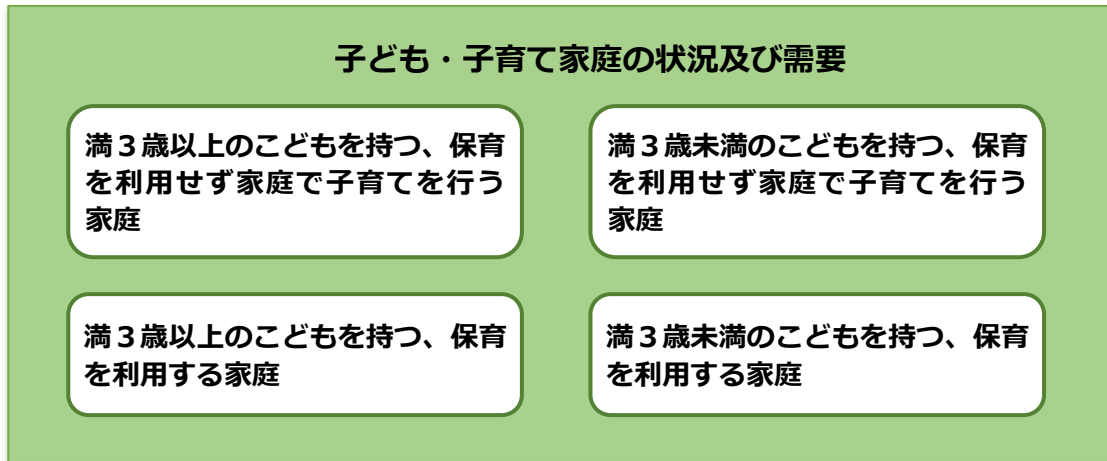 子ども・子育て家庭の状況及び需要
満３歳以上のこどもを持つ、保育
を利用せず家庭で子育てを行う
家庭
満３歳未満のこどもを持つ、保育
を利用せず家庭で子育てを行う
家庭
満３歳以上のこどもを持つ、保育
を利用する家庭
満３歳未満のこどもを持つ、保育
を利用する家庭